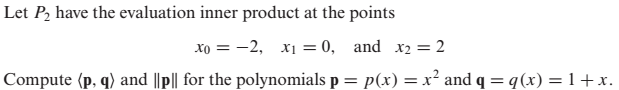 Let P₂ have the evaluation inner product at the points
x₀ = −2, x₁ = 0, and x₂ = 2
Compute ⟨p, q⟩ and ‖p‖ for the polynomials p = p(x) = x² and q = q(x) = 1 + x.